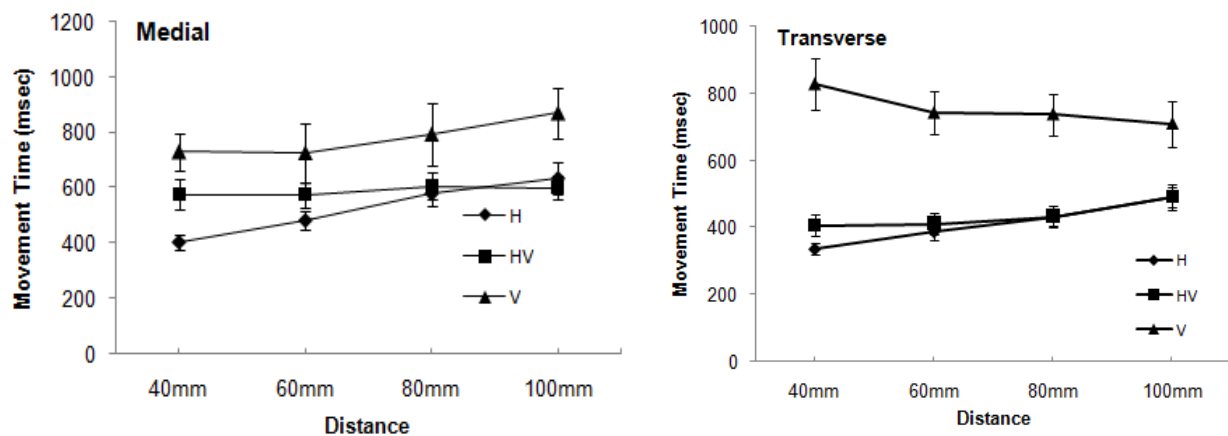 Medial
Movement Time (msec)
1200
1000
800
600
400
200
0
H
HV
V
40mm 60mm 80mm 100mm
Distance
Transverse
Movement Time (msec)
1000
800
600
400
200
0
H
HV
V
40mm 60mm 80mm 100mm
Distance